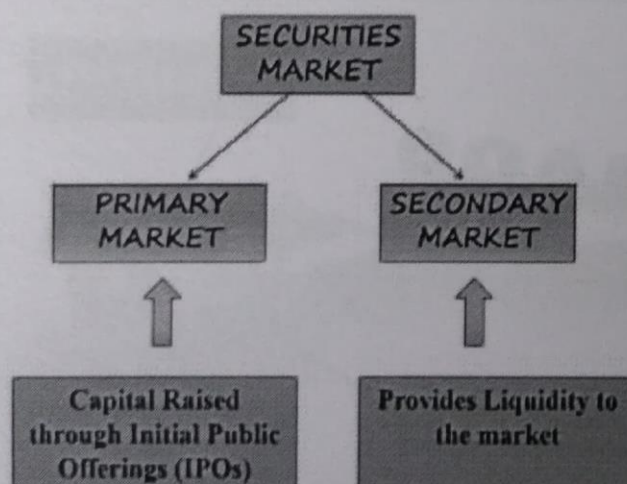 SECURITIES
MARKET
PRIMARY
MARKET
SECONDARY
MARKET
Capital Raised
through Initial Public
Offerings (IPOs)
Provides Liquidity to
the market